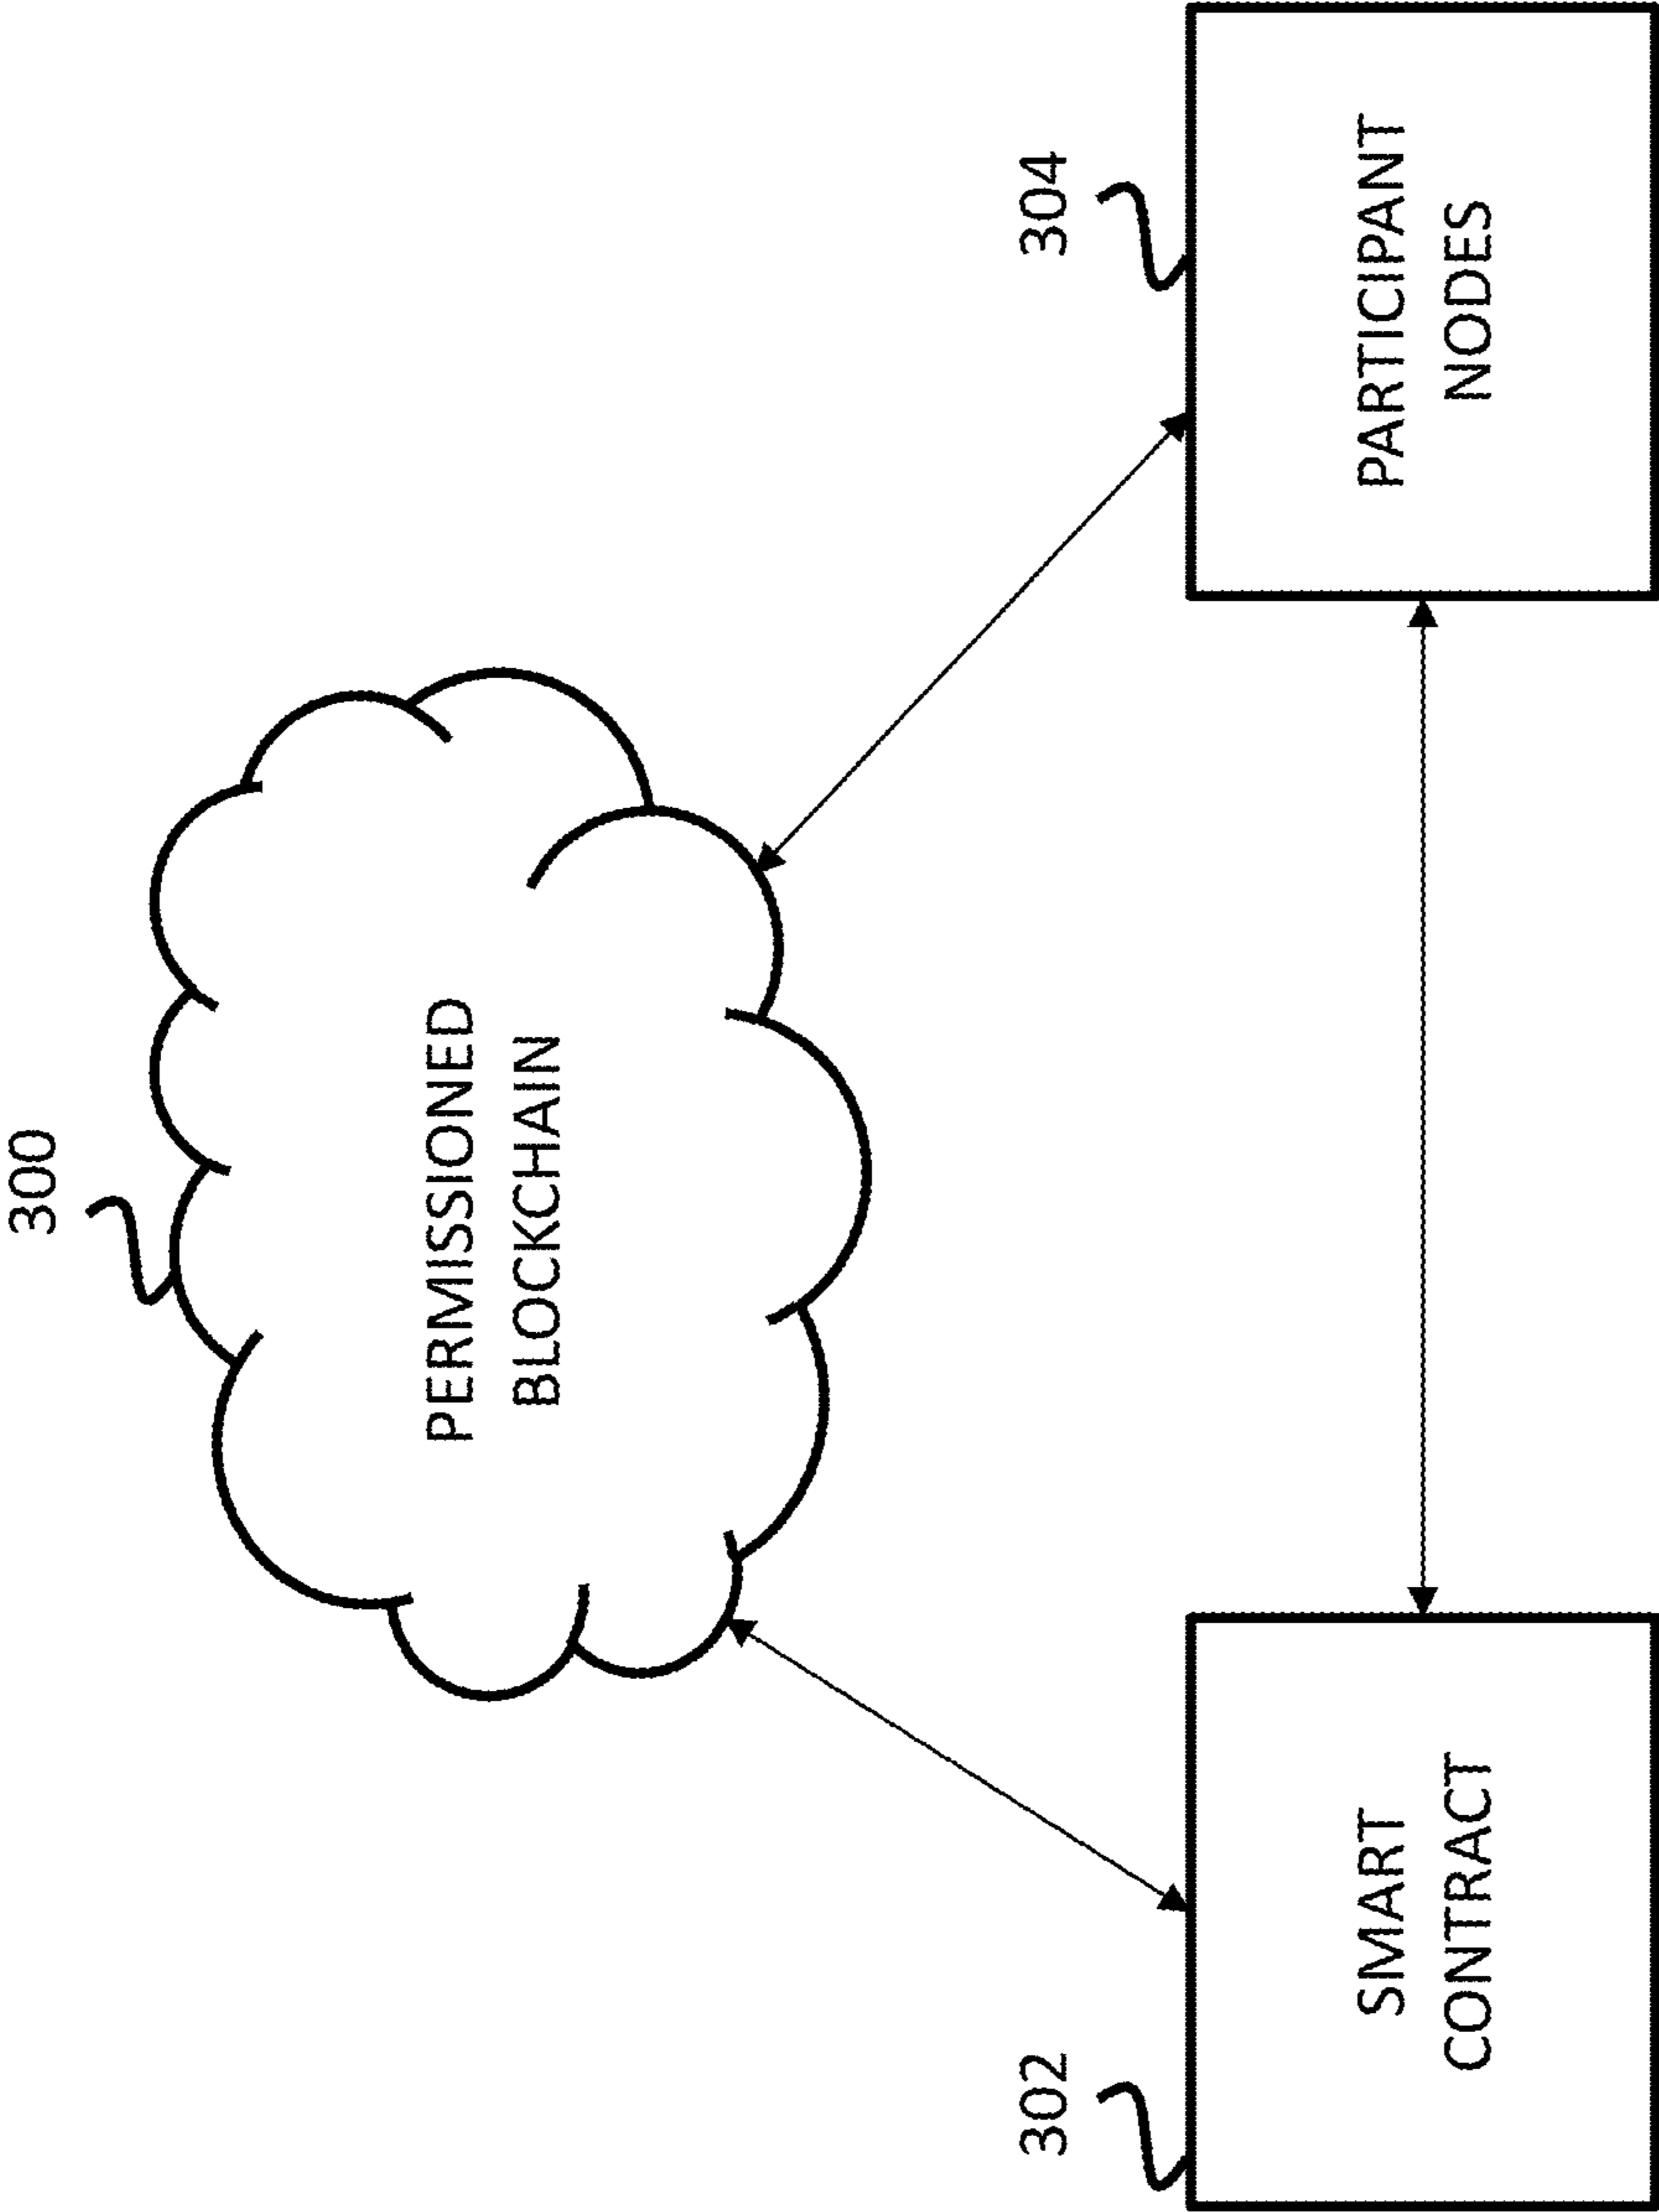 300
PERMISSIONED
BLOCKCHAIN
302
SMART
CONTRACT
304
PARTICIPANT
NODES